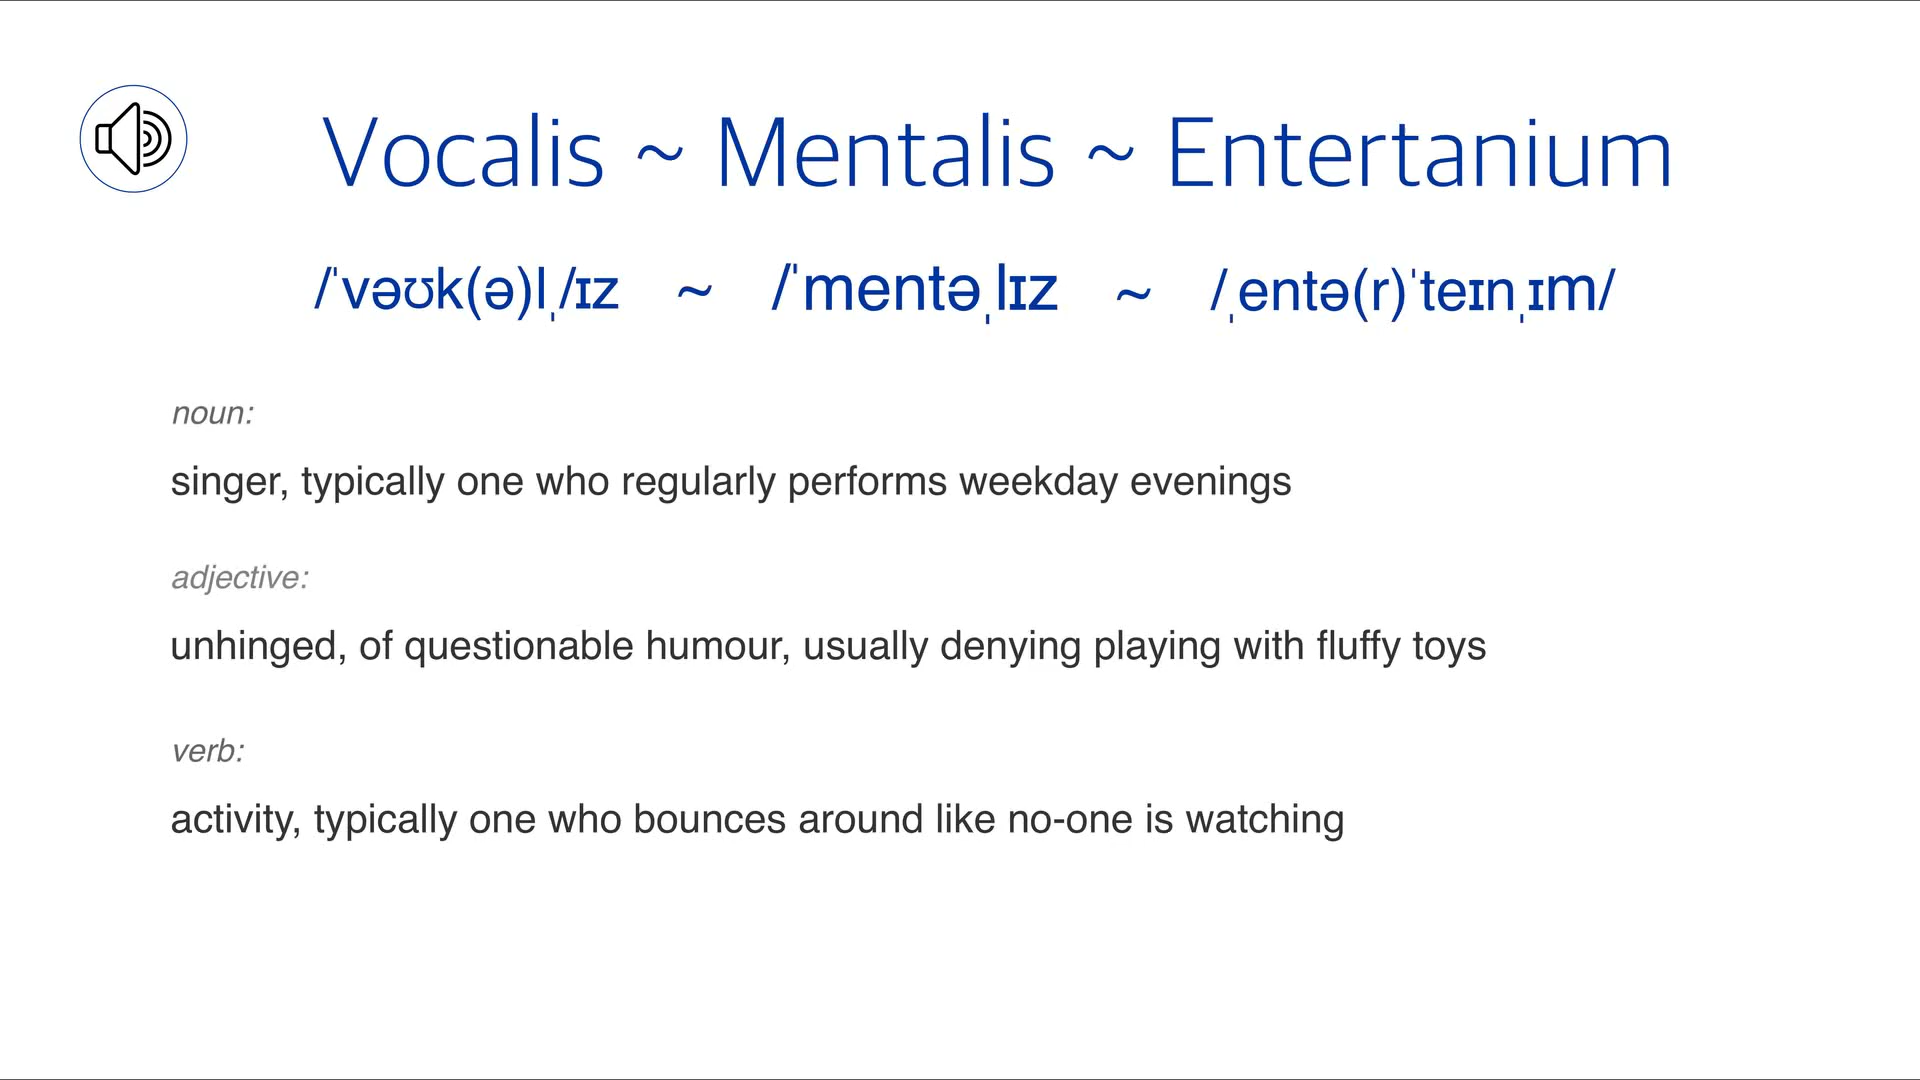 Vocalis ~ Mentalis ~ Entertanium
/ˈvəʊk(ə)lˌ/ɪz ~ /ˈmentəˌlɪz ~ /ˌentə(r)ˈteɪnˌɪm/
noun:
singer, typically one who regularly performs weekday evenings
adjective:
unhinged, of questionable humour, usually denying playing with fluffy toys
verb:
activity, typically one who bounces around like no-one is watching